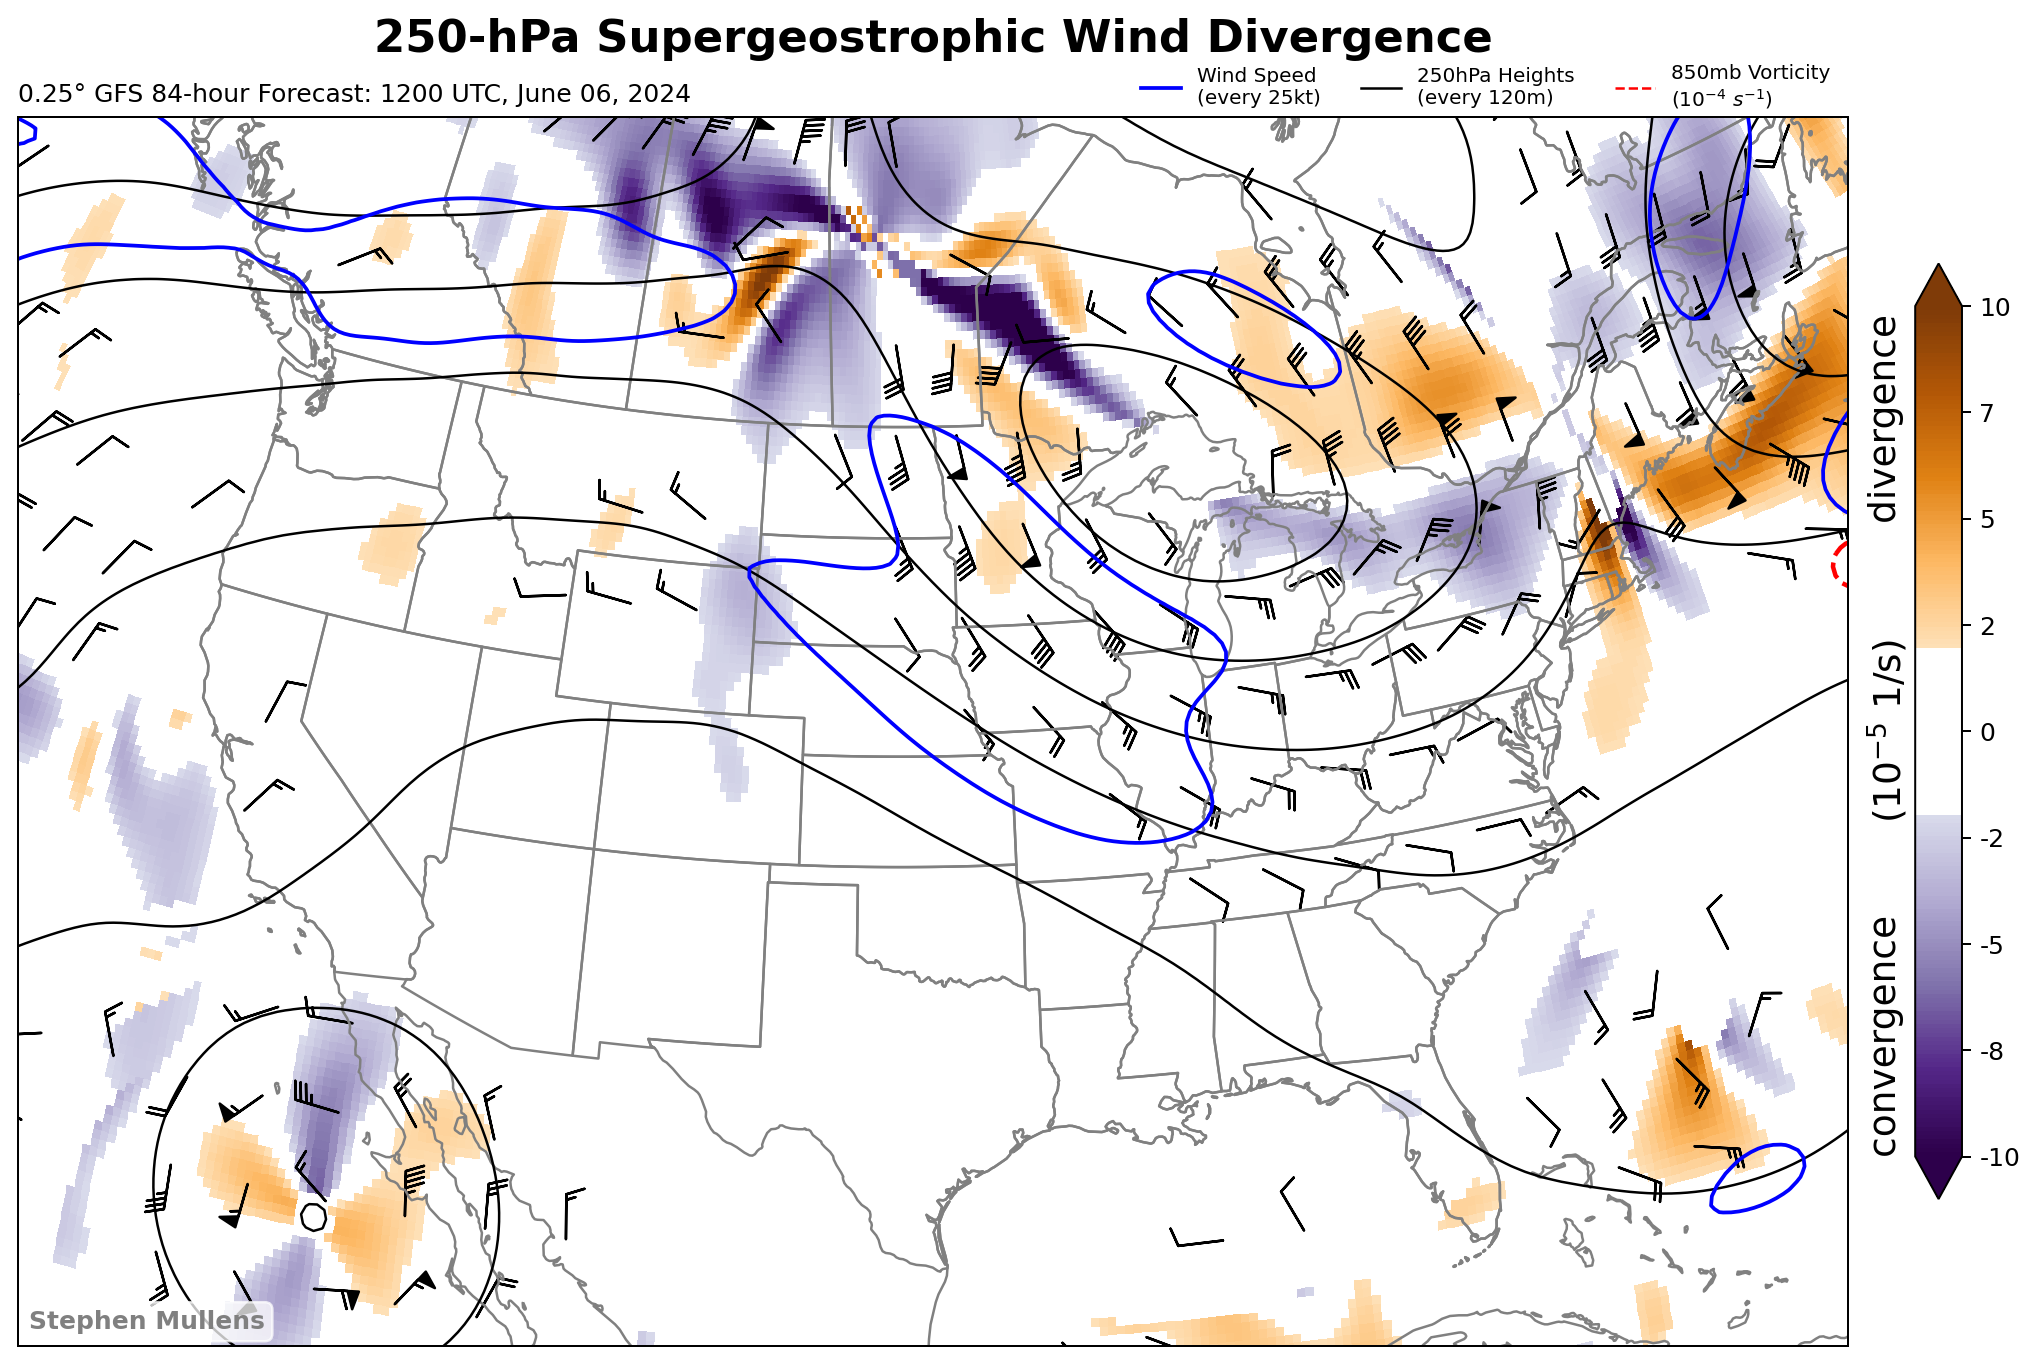 250-hPa Supergeostrophic Wind Divergence
0.25° GFS 84-hour Forecast: 1200 UTC, June 06, 2024
Wind Speed
(every 25kt)
250hPa Heights
(every 120m)
850mb Vorticity
(10⁻⁴ s⁻¹)
10
7
5
2
0
-2
-5
-8
-10
convergence (10⁻⁵ 1/s) divergence
Stephen Mullens